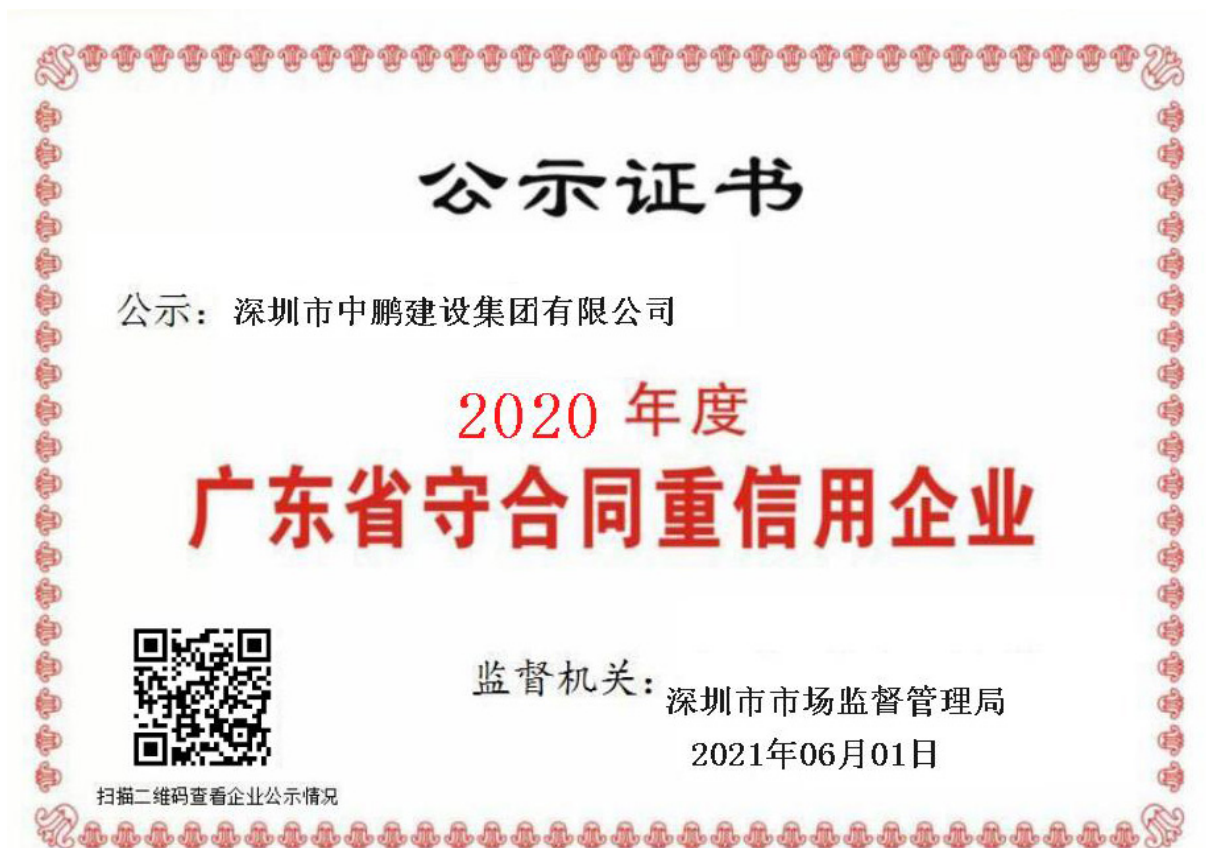 公示证书
公示：深圳市中鹏建设集团有限公司
2020 年度
广东省守合同重信用企业
监督机关：深圳市市场监督管理局
2021年06月01日
扫描二维码查看企业公示情况